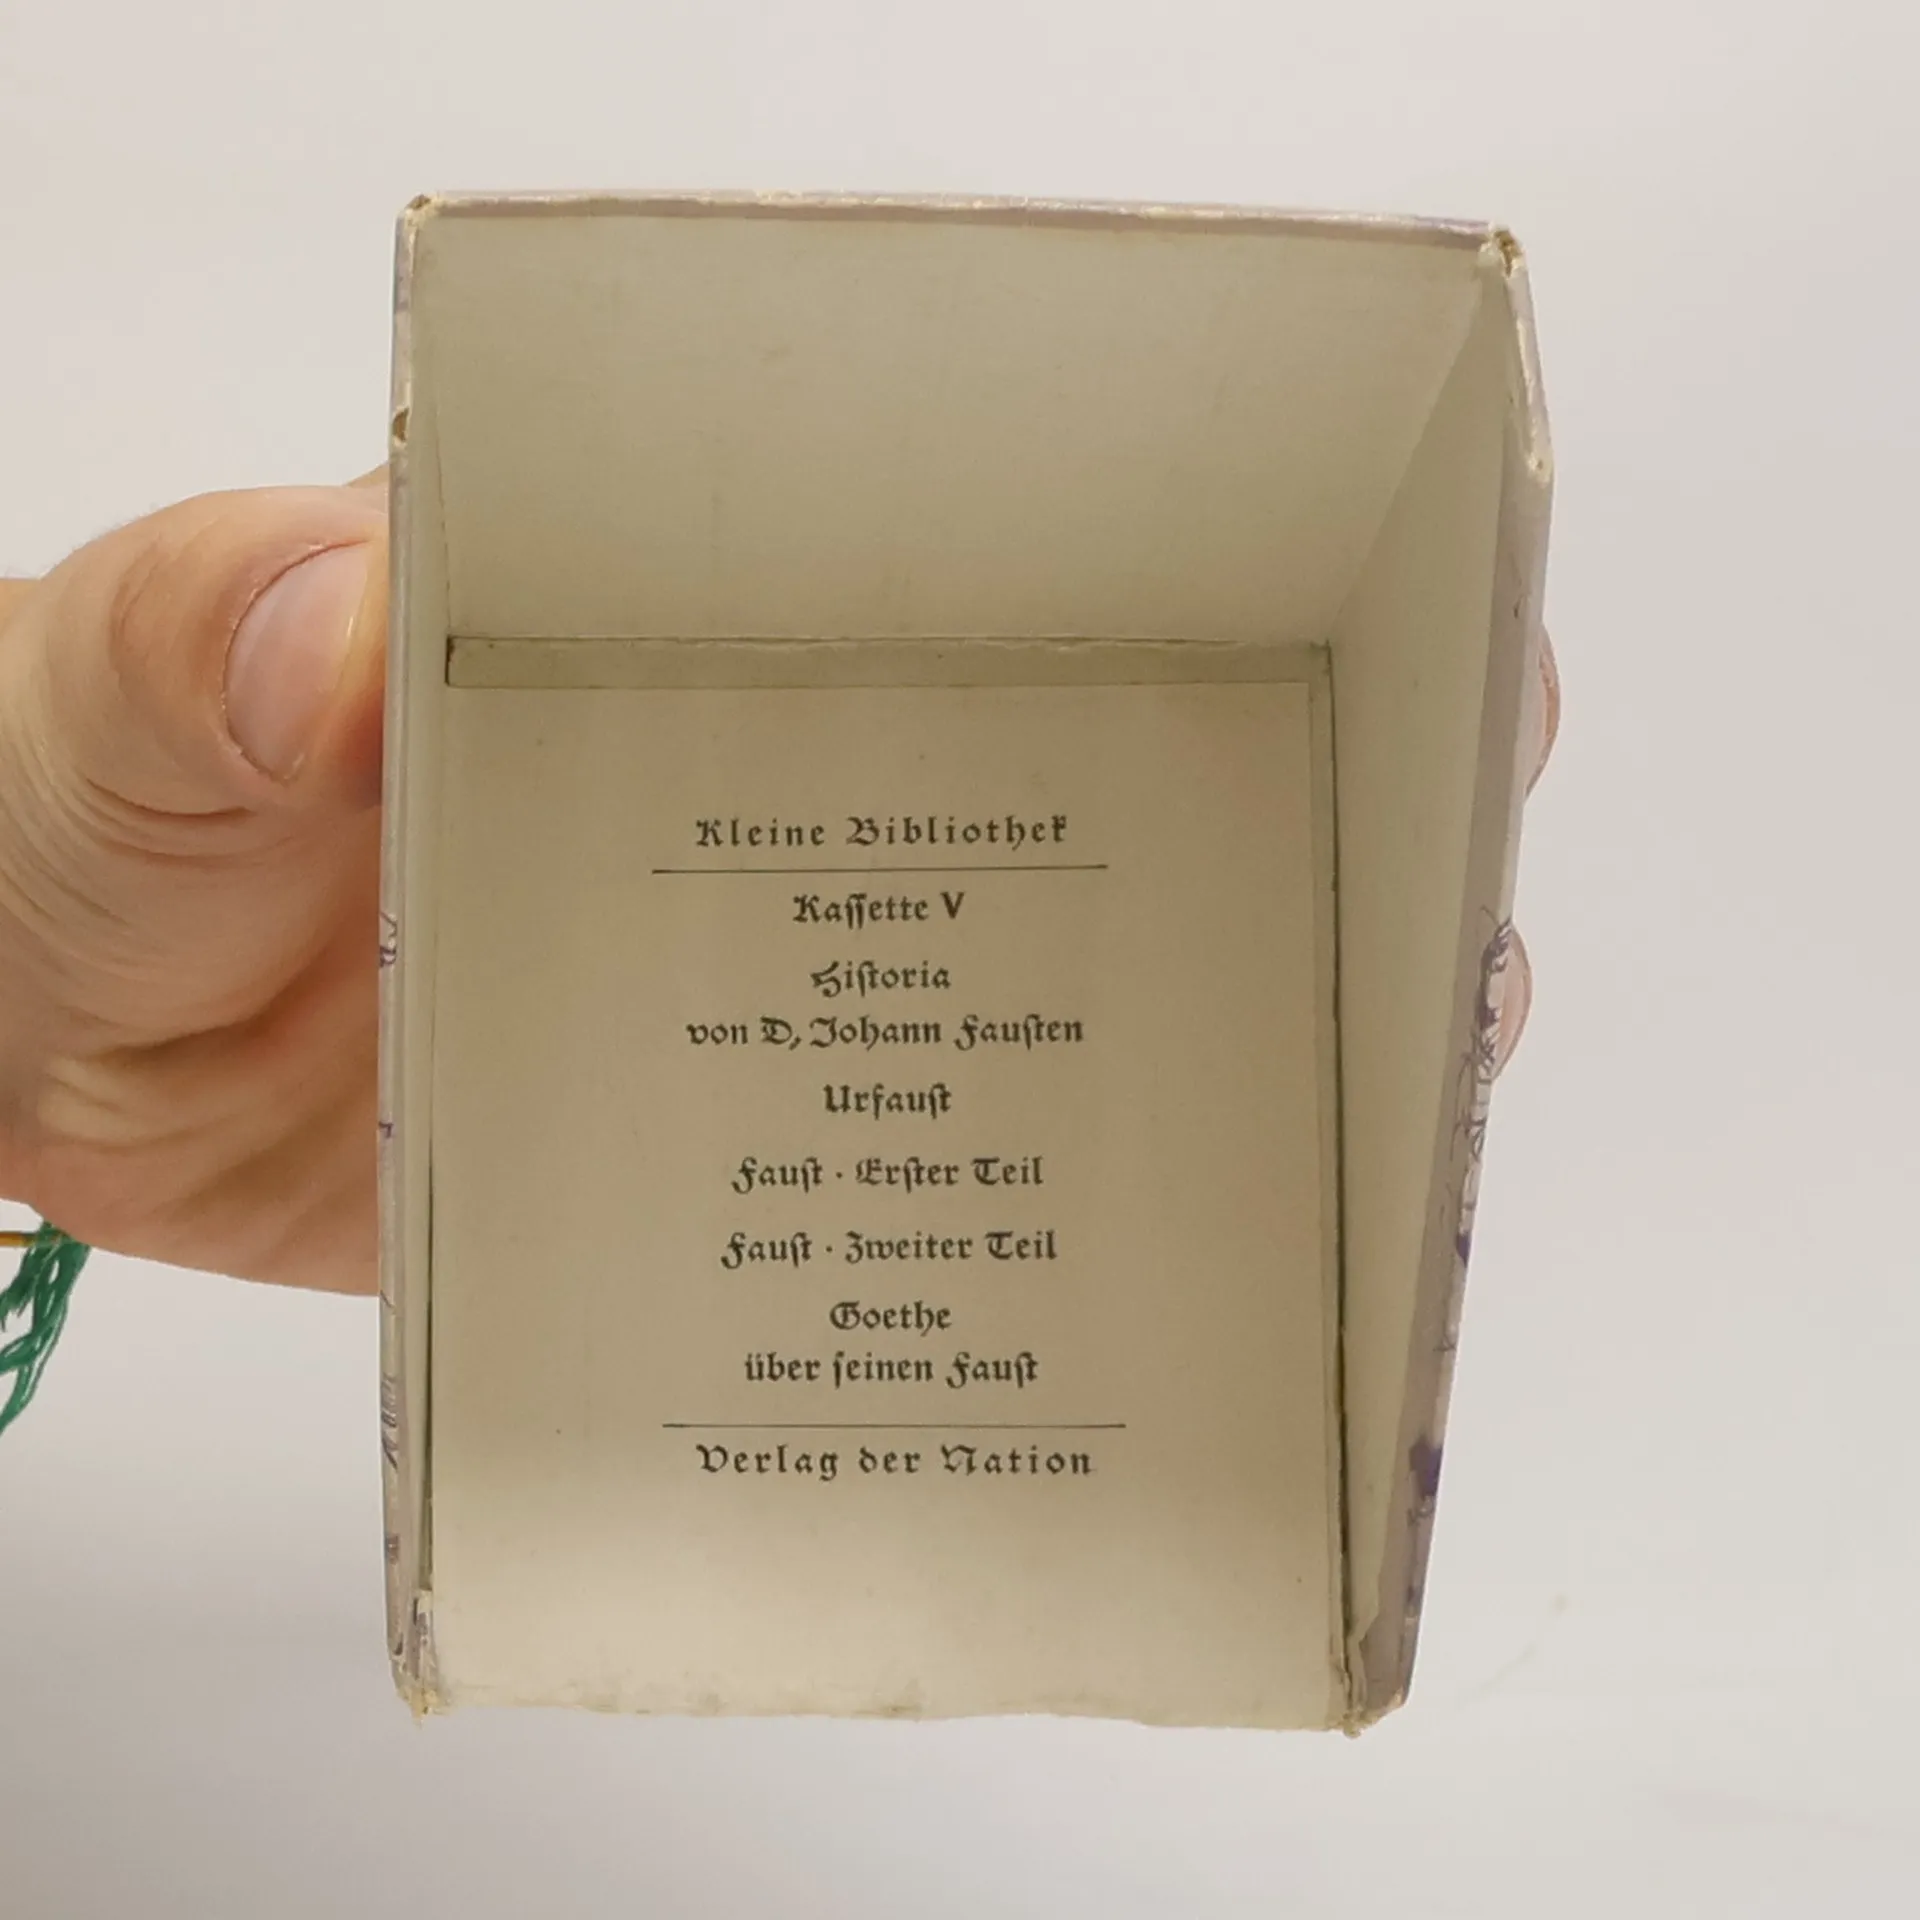 Kleine Bibliothek
Kaſſette V
Hiſtoria
von D. Johann Fauſten
Urfauſt
Fauſt · Erſter Teil
Fauſt · Zweiter Teil
Goethe
über ſeinen Fauſt
Verlag der Nation